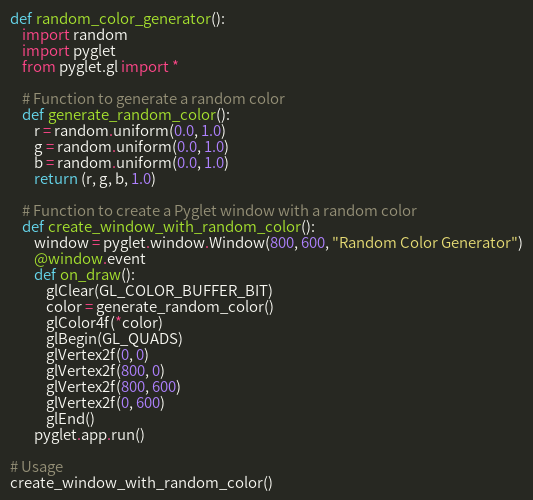 def random_color_generator():
    import random
    import pyglet
    from pyglet.gl import *

    # Function to generate a random color
    def generate_random_color():
        r = random.uniform(0.0, 1.0)
        g = random.uniform(0.0, 1.0)
        b = random.uniform(0.0, 1.0)
        return (r, g, b, 1.0)

    # Function to create a Pyglet window with a random color
    def create_window_with_random_color():
        window = pyglet.window.Window(800, 600, "Random Color Generator")
        @window.event
        def on_draw():
            glClear(GL_COLOR_BUFFER_BIT)
            color = generate_random_color()
            glColor4f(*color)
            glBegin(GL_QUADS)
            glVertex2f(0, 0)
            glVertex2f(800, 0)
            glVertex2f(800, 600)
            glVertex2f(0, 600)
            glEnd()
        pyglet.app.run()

# Usage
create_window_with_random_color()